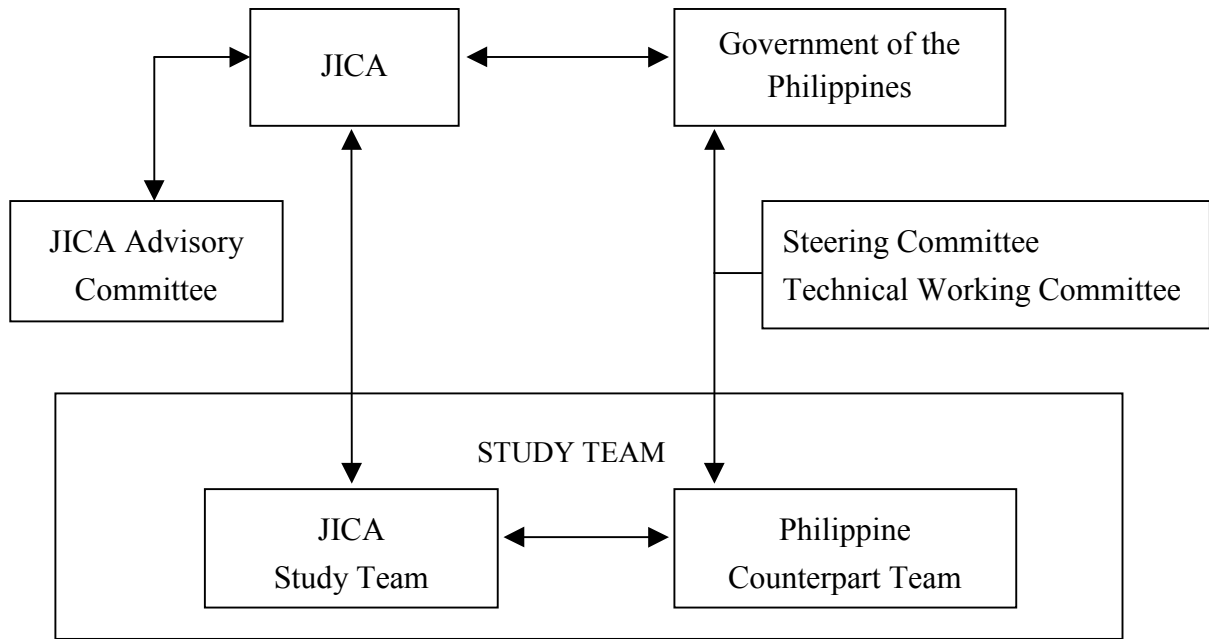 JICA
Government of the
Philippines
JICA Advisory
Committee
Steering Committee
Technical Working Committee
STUDY TEAM
JICA
Study Team
Philippine
Counterpart Team